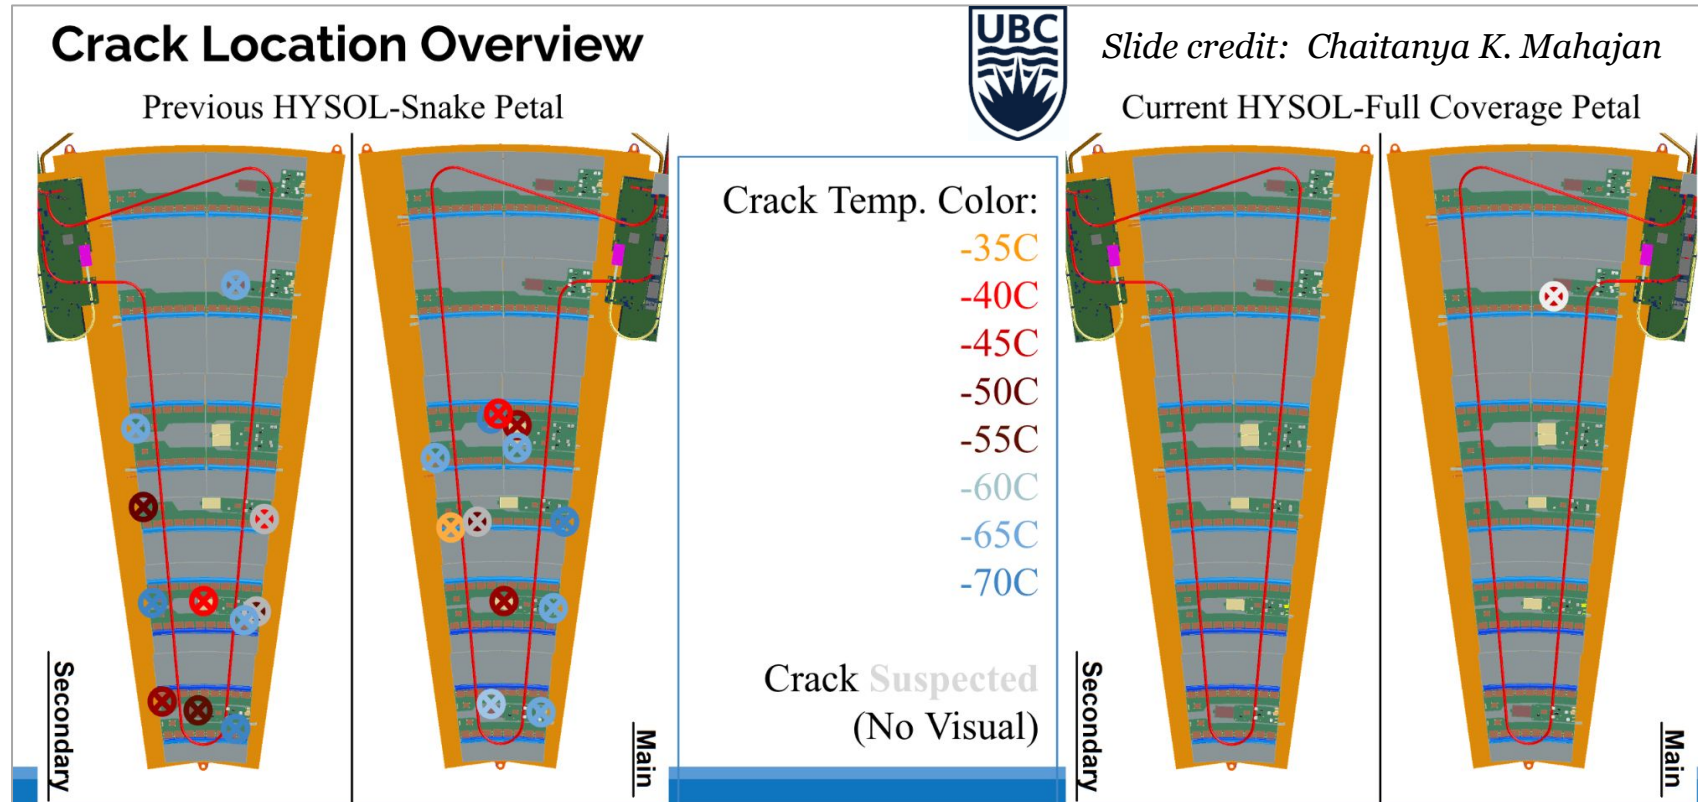 Crack Location Overview
UBC
Slide credit: Chaitanya K. Mahajan
Previous HYSOL-Snake Petal
Current HYSOL-Full Coverage Petal
Crack Temp. Color:
-35C
-40C
-45C
-50C
-55C
-60C
-65C
-70C
Crack Suspected
(No Visual)
Secondary
Main
Secondary
Main